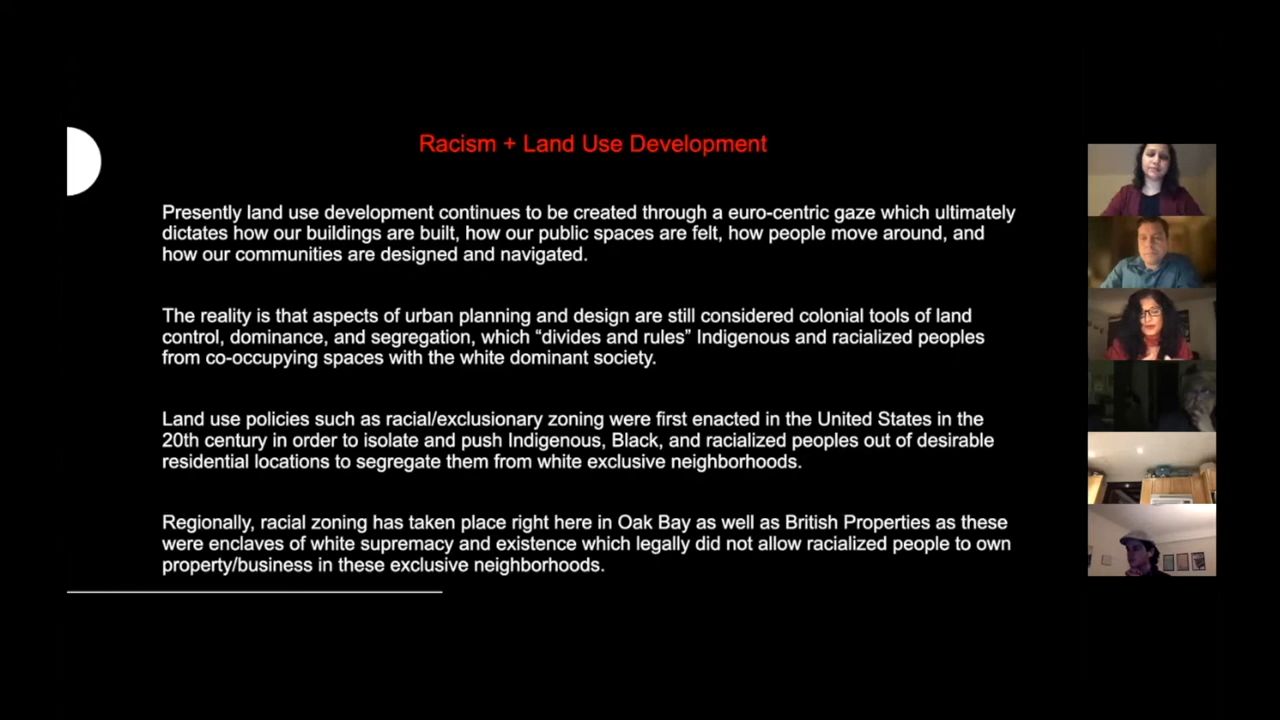 Racism + Land Use Development
Presently land use development continues to be created through a euro-centric gaze which ultimately
dictates how our buildings are built, how our public spaces are felt, how people move around, and
how our communities are designed and navigated.
The reality is that aspects of urban planning and design are still considered colonial tools of land
control, dominance, and segregation, which “divides and rules” Indigenous and racialized peoples
from co-occupying spaces with the white dominant society.
Land use policies such as racial/exclusionary zoning were first enacted in the United States in the
20th century in order to isolate and push Indigenous, Black, and racialized peoples out of desirable
residential locations to segregate them from white exclusive neighborhoods.
Regionally, racial zoning has taken place right here in Oak Bay as well as British Properties as these
were enclaves of white supremacy and existence which legally did not allow racialized people to own
property/business in these exclusive neighborhoods.